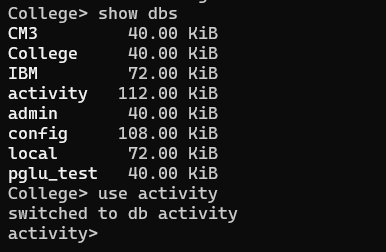 College> show dbs
CM3         40.00 KiB
College     40.00 KiB
IBM         72.00 KiB
activity   112.00 KiB
admin       40.00 KiB
config     108.00 KiB
local       72.00 KiB
pglu_test   40.00 KiB
College> use activity
switched to db activity
activity>